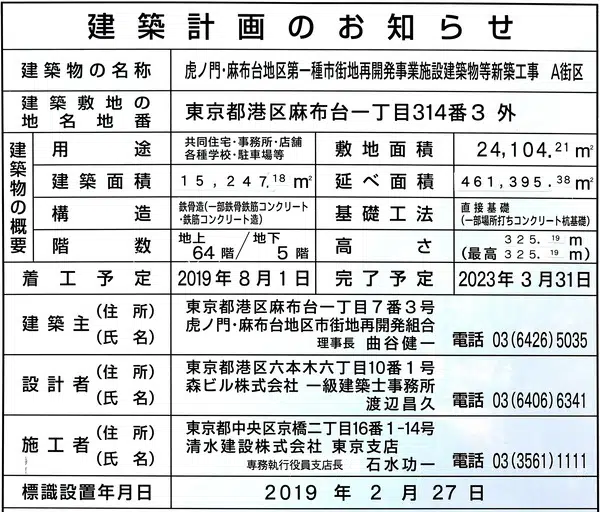 建築計画のお知らせ
建築物の名称 虎ノ門・麻布台地区第一種市街地再開発事業施設建築物等新築工事 A街区
建築敷地の
地名地番
東京都港区麻布台一丁目314番3 外
建築物の概要
用途 共同住宅・事務所・店舗
各種学校・駐車場等
敷地面積 24,104.21㎡
建築面積 15,247.18㎡ 延べ面積 461,395.38㎡
構造 鉄骨造(一部鉄骨鉄筋コンクリート
・鉄筋コンクリート造)
基礎工法 直接基礎
(一部場所打ちコンクリート杭基礎)
階数 地上64階/地下5階 高さ 325.19m
(最高325.19m)
着工予定 2019年8月1日 完了予定 2023年3月31日
建築主 (住所)
(氏名)
東京都港区麻布台一丁目7番3号
虎ノ門・麻布台地区市街地再開発組合
理事長 曲谷健一 電話 03(6426)5035
設計者 (住所)
(氏名)
東京都港区六本木六丁目10番1号
森ビル株式会社 一級建築士事務所
渡辺昌久 電話 03(6406)6341
施工者 (住所)
(氏名)
東京都中央区京橋二丁目16番1-14号
清水建設株式会社 東京支店
専務執行役員支店長 石水功一 電話 03(3561)1111
標識設置年月日 2019年2月27日